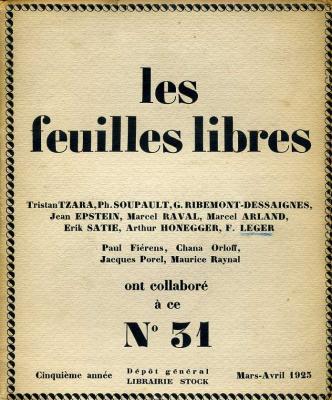 les
feuilles libres
Tristan TZARA, Ph. SOUPAULT, G. RIBEMONT-DESSAIGNES,
Jean EPSTEIN, Marcel RAVAL, Marcel ARLAND,
Erik SATIE, Arthur HONEGGER, F. LEGER
Paul Fiérens, Chana Orloff,
Jacques Porel, Maurice Raynal
ont collaboré
à ce
N° 31
Cinquième année
Dépôt général
LIBRAIRIE STOCK
Mars-Avril 1923